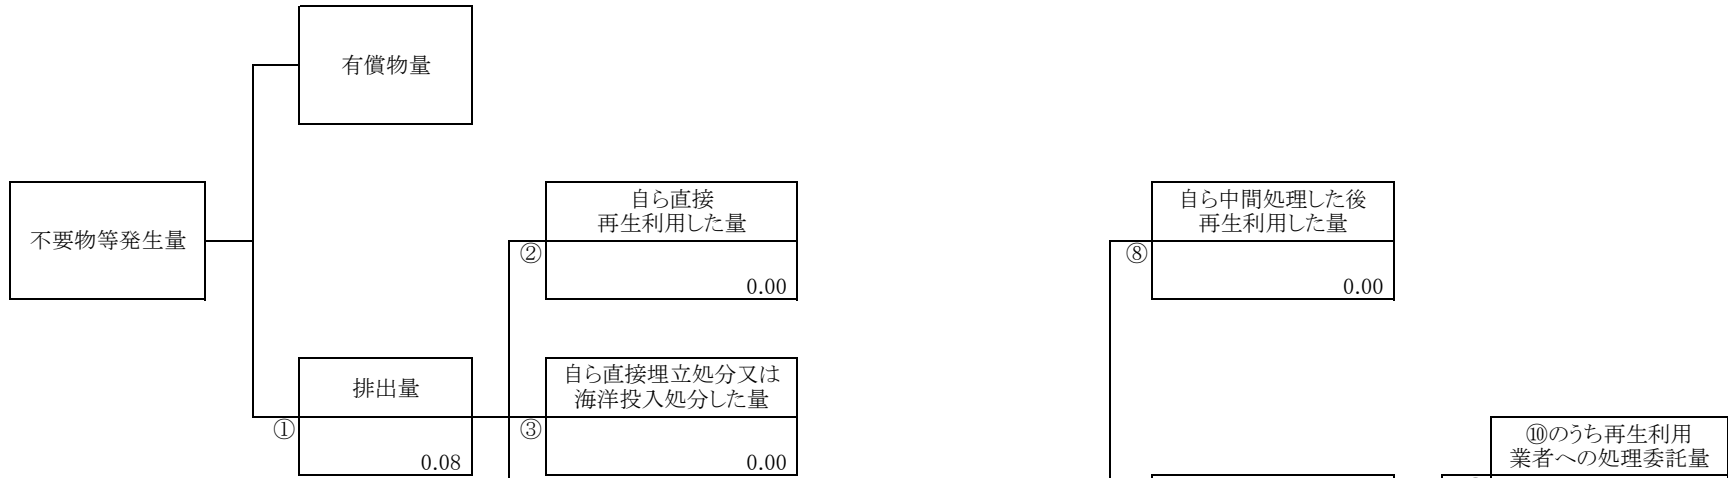 有償物量
不要物等発生量
自ら直接
再生利用した量
②
0.00
自ら中間処理した後
再生利用した量
⑧
0.00
排出量
①
0.08
自ら直接埋立処分又は
海洋投入処分した量
③
0.00
⑩のうち再生利用
業者への処理委託量